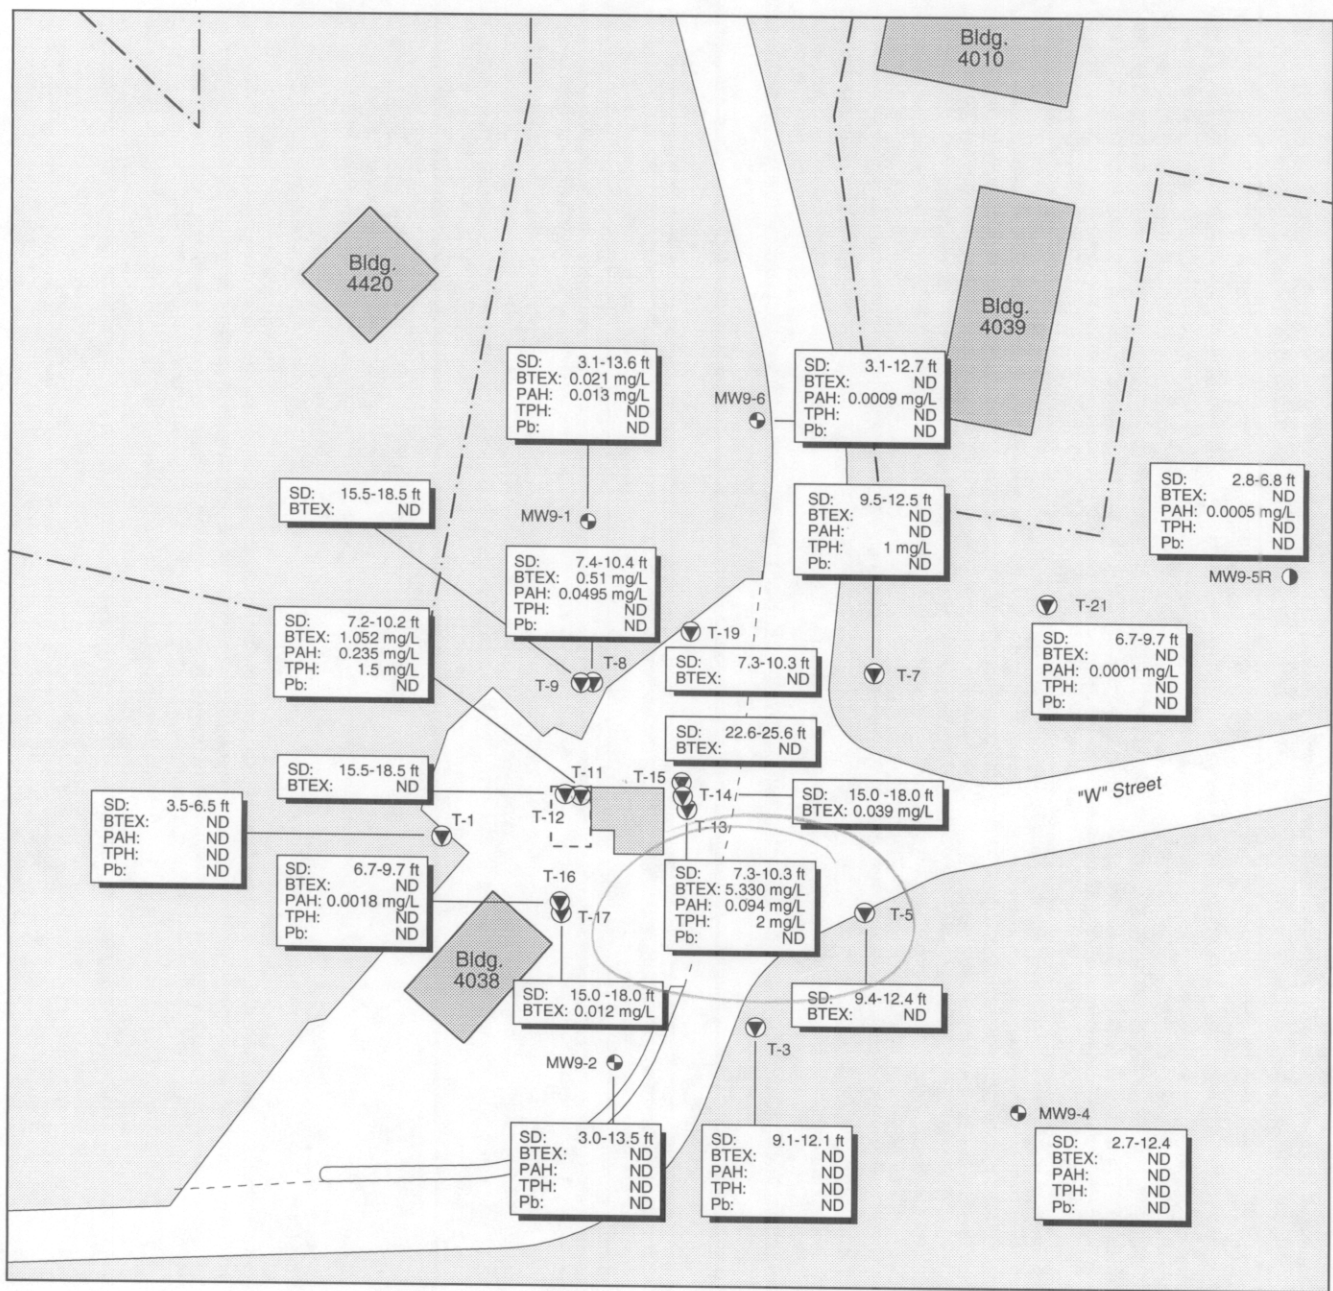 Bldg.
4010
Bldg.
4420
Bldg.
4039
SD: 3.1-13.6 ft
BTEX: 0.021 mg/L
PAH: 0.013 mg/L
TPH: ND
Pb: ND
MW9-6
SD: 3.1-12.7 ft
BTEX: ND
PAH: 0.0009 mg/L
TPH: ND
Pb: ND
SD: 15.5-18.5 ft
BTEX: ND
MW9-1
SD: 9.5-12.5 ft
BTEX: ND
PAH: ND
TPH: 1 mg/L
Pb: ND
SD: 2.8-6.8 ft
BTEX: ND
PAH: 0.0005 mg/L
TPH: ND
Pb: ND
MW9-5R
SD: 7.4-10.4 ft
BTEX: 0.51 mg/L
PAH: 0.0495 mg/L
TPH: ND
Pb: ND
T-21
SD: 7.2-10.2 ft
BTEX: 1.052 mg/L
PAH: 0.235 mg/L
TPH: 1.5 mg/L
Pb: ND
T-19
SD: 6.7-9.7 ft
BTEX: ND
PAH: 0.0001 mg/L
TPH: ND
Pb: ND
T-8
T-9
SD: 7.3-10.3 ft
BTEX: ND
T-7
SD: 22.6-25.6 ft
BTEX: ND
SD: 15.5-18.5 ft
BTEX: ND
T-11
T-15
T-14
SD: 15.0 -18.0 ft
BTEX: 0.039 mg/L
"W" Street
SD: 3.5-6.5 ft
BTEX: ND
PAH: ND
TPH: ND
Pb: ND
T-1
T-12
T-13
SD: 6.7-9.7 ft
BTEX: ND
PAH: 0.0018 mg/L
TPH: ND
Pb: ND
T-16
T-17
SD: 7.3-10.3 ft
BTEX: 5.330 mg/L
PAH: 0.094 mg/L
TPH: 2 mg/L
Pb: ND
T-5
Bldg.
4038
SD: 15.0 -18.0 ft
BTEX: 0.012 mg/L
SD: 9.4-12.4 ft
BTEX: ND
T-3
MW9-2
MW9-4
SD: 3.0-13.5 ft
BTEX: ND
PAH: ND
TPH: ND
Pb: ND
SD: 9.1-12.1 ft
BTEX: ND
PAH: ND
TPH: ND
Pb: ND
SD: 2.7-12.4
BTEX: ND
PAH: ND
TPH: ND
Pb: ND